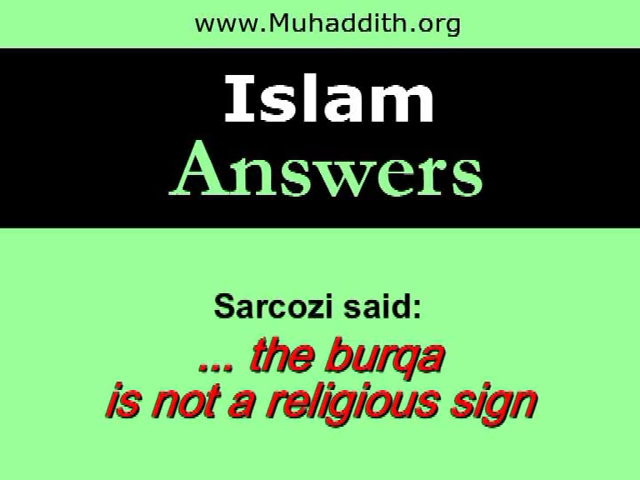 www.Muhaddith.org
Islam
Answers
Sarcozi said:
... the burqa
is not a religious sign